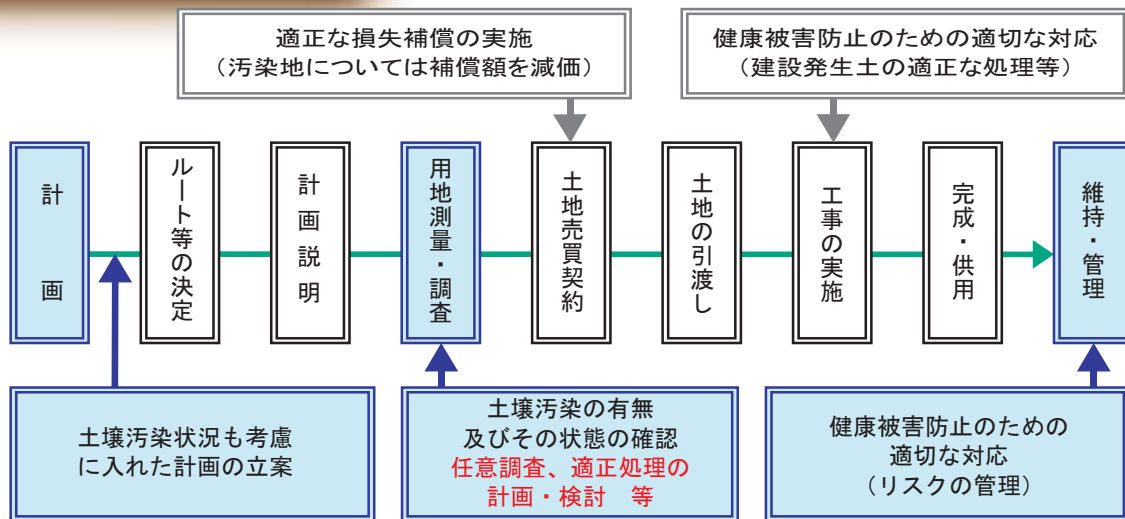 適正な損失補償の実施
（汚染地については補償額を減価）
健康被害防止のための適切な対応
（建設発生土の適正な処理等）
計画
ルート等の決定
計画説明
用地測量・調査
土地売買契約
土地の引渡し
工事の実施
完成・供用
維持・管理
土壌汚染状況も考慮
に入れた計画の立案
土壌汚染の有無
及びその状態の確認
任意調査、適正処理の
計画・検討　等
健康被害防止のための
適切な対応
（リスクの管理）